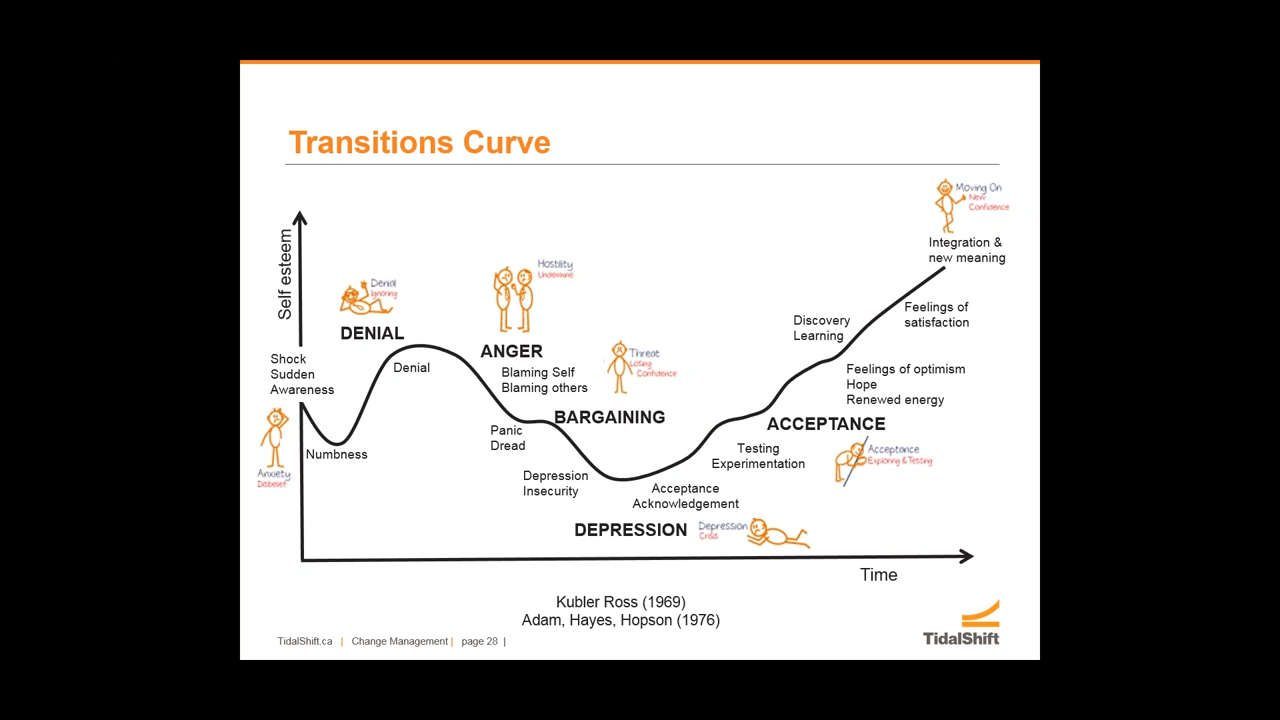 Transitions Curve
Moving On
New
Confidence
Integration &
new meaning
Self esteem
Hostility
Undermine
Denial
Ignoring
DENIAL
Feelings of
satisfaction
Discovery
Learning
ANGER
Threat
Losing
Confidence
Shock
Sudden
Awareness
Denial
Blaming Self
Blaming others
Feelings of optimism
Hope
Renewed energy
BARGAINING
ACCEPTANCE
Panic
Dread
Numbness
Testing
Experimentation
Acceptance
Exploring & Testing
Anxiety
Disbelief
Depression
Insecurity
Acceptance
Acknowledgement
DEPRESSION
Depression
Crisis
Time
Kubler Ross (1969)
Adam, Hayes, Hopson (1976)
TidalShift.ca | Change Management | page 28 |
TidalShift